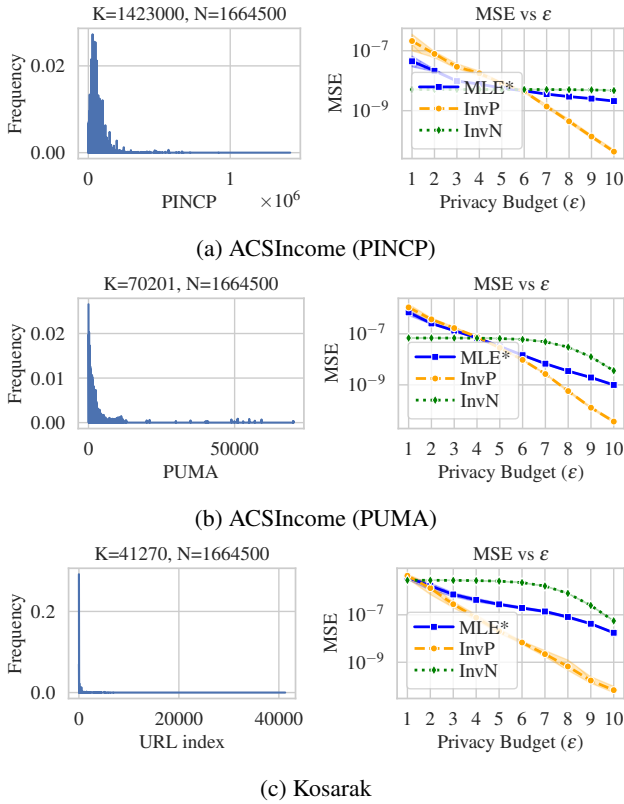 K=1423000, N=1664500
Frequency
0.02
0.00
0
1
× 10⁶
PINCP
MSE vs ε
MSE
10⁻⁷
10⁻⁹
MLE*
InvP
InvN
1 2 3 4 5 6 7 8 9 10
Privacy Budget (ε)
(a) ACSIncome (PINCP)
K=70201, N=1664500
Frequency
0.02
0.01
0.00
0
50000
PUMA
MSE vs ε
MSE
10⁻⁷
10⁻⁹
MLE*
InvP
InvN
1 2 3 4 5 6 7 8 9 10
Privacy Budget (ε)
(b) ACSIncome (PUMA)
K=41270, N=1664500
Frequency
0.2
0.0
0
20000
40000
URL index
MSE vs ε
MSE
10⁻⁷
10⁻⁹
MLE*
InvP
InvN
1 2 3 4 5 6 7 8 9 10
Privacy Budget (ε)
(c) Kosarak